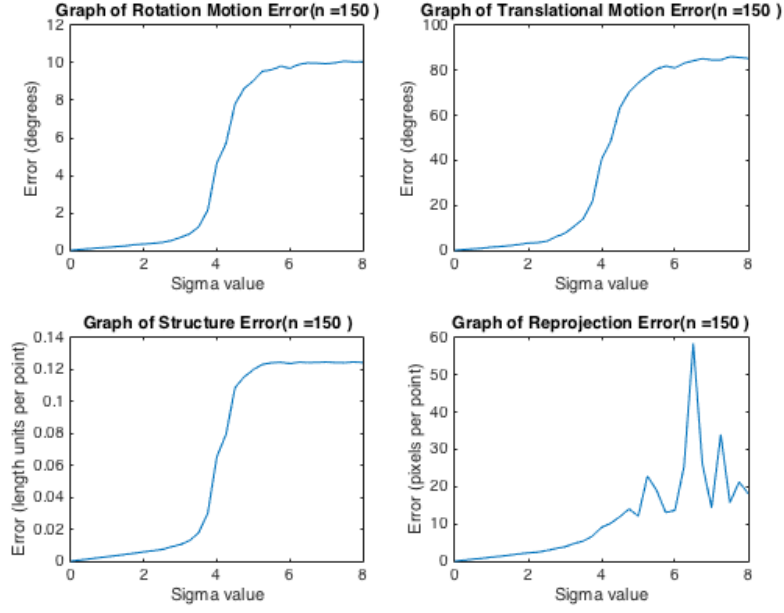 Graph of Rotation Motion Error(n =150 )
12
10
8
6
4
2
0
Error (degrees)
0 2 4 6 8
Sigma value
Graph of Translational Motion Error(n =150 )
100
80
60
40
20
0
Error (degrees)
0 2 4 6 8
Sigma value
Graph of Structure Error(n =150 )
0.14
0.12
0.1
0.08
0.06
0.04
0.02
0
Error (length units per point)
0 2 4 6 8
Sigma value
Graph of Reprojection Error(n =150 )
60
50
40
30
20
10
0
Error (pixels per point)
0 2 4 6 8
Sigma value